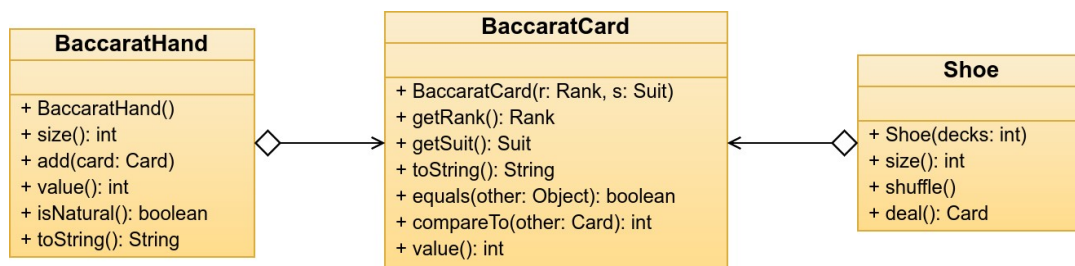 BaccaratHand
+ BaccaratHand()
+ size(): int
+ add(card: Card)
+ value(): int
+ isNatural(): boolean
+ toString(): String
BaccaratCard
+ BaccaratCard(r: Rank, s: Suit)
+ getRank(): Rank
+ getSuit(): Suit
+ toString(): String
+ equals(other: Object): boolean
+ compareTo(other: Card): int
+ value(): int
Shoe
+ Shoe(decks: int)
+ size(): int
+ shuffle()
+ deal(): Card